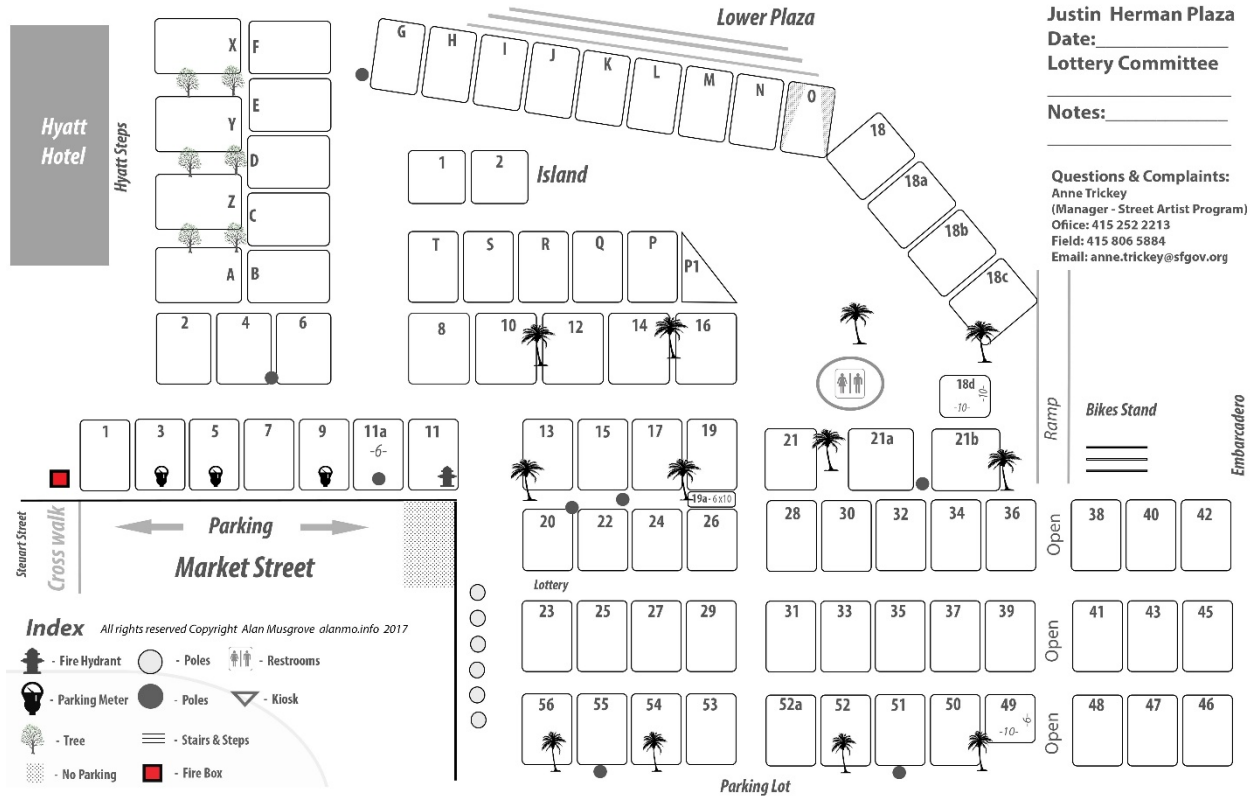 Lower Plaza
Justin Herman Plaza
Date:_____________
Lottery Committee
___________________
Notes:____________
___________________
Questions & Complaints:
Anne Trickey
(Manager - Street Artist Program)
Ofiice: 415 252 2213
Field: 415 806 5884
Email: anne.trickey@sfgov.org
Hyatt
Hotel
Hyatt Steps
X F
E
Y
D
Z
C
A B
G H I J K L M N O
18
18a
18b
18c
1 2 Island
T S R Q P P1
2 4 6 8 10 12 14 16
18d
-10- -10-
Ramp
Bikes Stand
Embarcadero
1 3 5 7 9 11a 11
-6-
13 15 17 19
19a - 6x10
21 21a 21b
20 22 24 26
28 30 32 34 36 Open 38 40 42
Steuart Street
Cross walk
Parking
Market Street
Lottery
23 25 27 29
31 33 35 37 39 Open 41 43 45
56 55 54 53
52a 52 51 50 49
-10- -6-
Open 48 47 46
Parking Lot
Index All rights reserved Copyright Alan Musgrove alanmo.info 2017
- Fire Hydrant - Poles - Restrooms
- Parking Meter - Poles - Kiosk
- Tree - Stairs & Steps
- No Parking - Fire Box